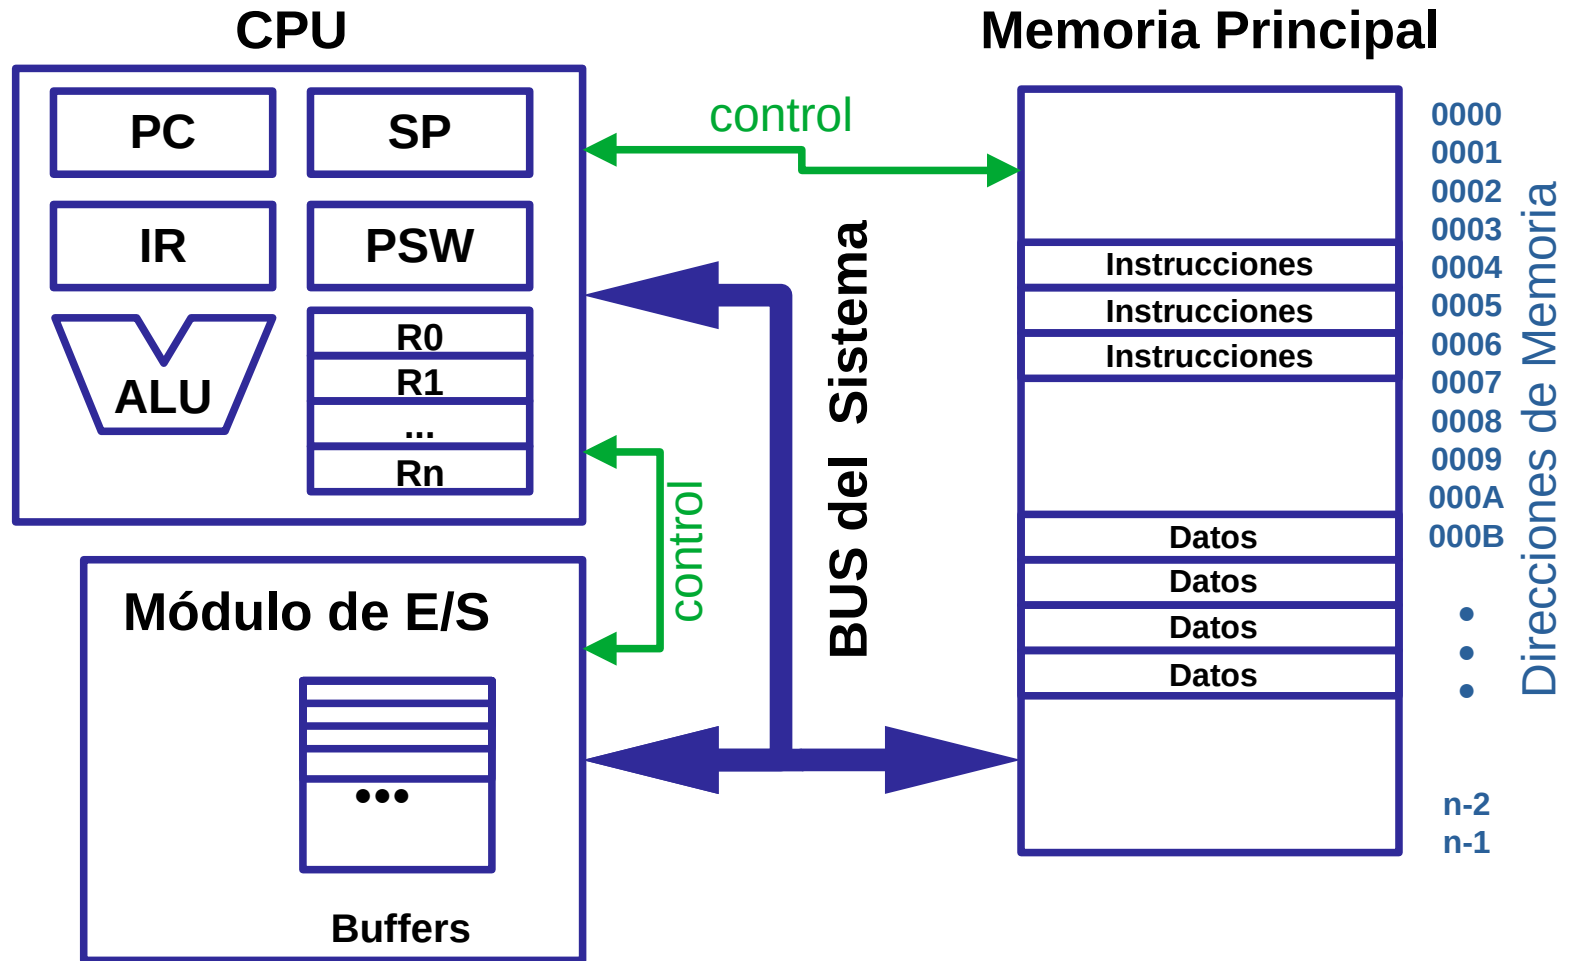 CPU
PC
SP
IR
PSW
ALU
R0
R1
...
Rn
control
control
BUS del Sistema
Módulo de E/S
•••
Buffers
Memoria Principal
Instrucciones
Instrucciones
Instrucciones
Datos
Datos
Datos
Datos
0000
0001
0002
0003
0004
0005
0006
0007
0008
0009
000A
000B
•
•
•
n-2
n-1
Direcciones de Memoria